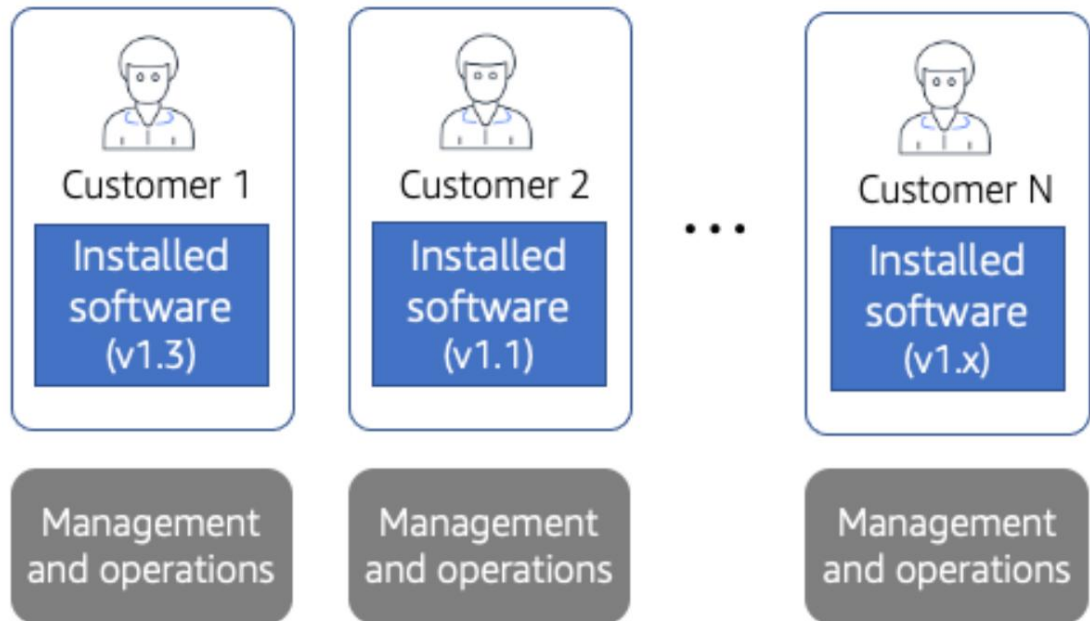 Customer 1
Installed
software
(v1.3)
Management
and operations
Customer 2
Installed
software
(v1.1)
Management
and operations
...
Customer N
Installed
software
(v1.x)
Management
and operations